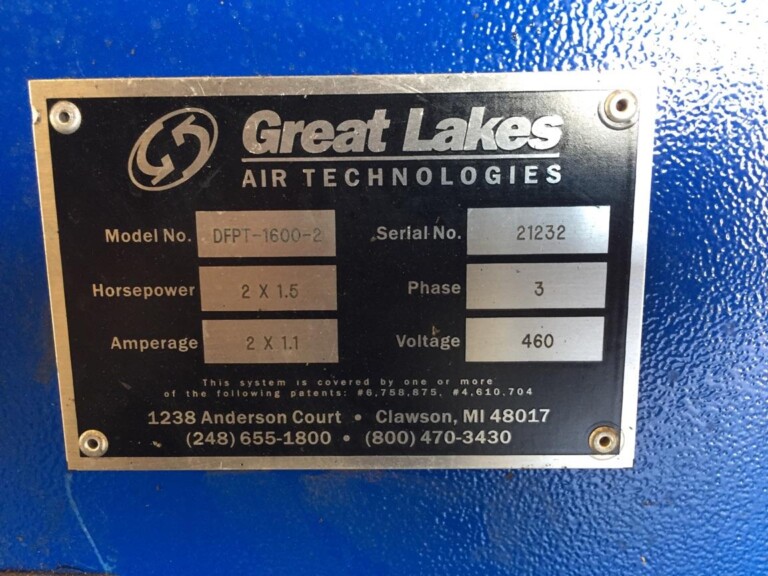 Great Lakes
AIR TECHNOLOGIES
Model No. DFPT-1600-2 Serial No. 21232
Horsepower 2 X 1.5 Phase 3
Amperage 2 X 1.1 Voltage 460
This system is covered by one or more
of the following patents: #6,758,875, #4,610,704
1238 Anderson Court • Clawson, MI 48017
(248) 655-1800 • (800) 470-3430